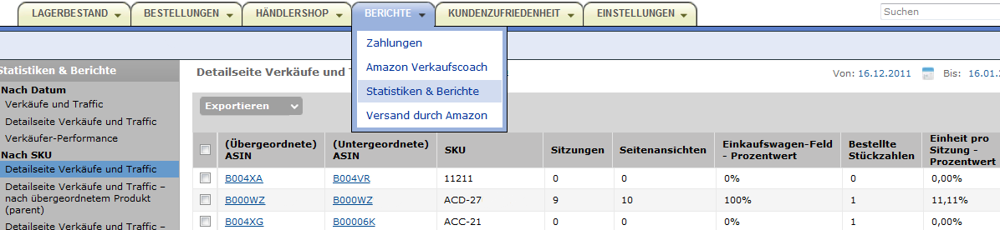 LAGERBESTAND BESTELLUNGEN HÄNDLERSHOP BERICHTE KUNDENZUFRIEDENHEIT EINSTELLUNGEN Suchen
Zahlungen
Amazon Verkaufscoach
Statistiken & Berichte
Versand durch Amazon
Statistiken & Berichte
Nach Datum
Verkäufe und Traffic
Detailseite Verkäufe und Traffic
Verkäufer-Performance
Nach SKU
Detailseite Verkäufe und Traffic
Detailseite Verkäufe und Traffic –
nach übergeordnetem Produkt
(parent)
Detailseite Verkäufe und Traffic –
Detailseite Verkäufe und Von: 16.12.2011 Bis: 16.01.
Exportieren
(Übergeordnete) ASIN (Untergeordnete) ASIN SKU Sitzungen Seitenansichten Einkaufswagen-Feld - Prozentwert Bestellte Stückzahlen Einheit pro Sitzung - Prozentwert
B004XA B004VR 11211 0 0 0% 0 0,00%
B000WZ B000WZ ACD-27 9 10 100% 1 11,11%
B004XG B00006K ACC-21 0 0 0% 1 0,00%